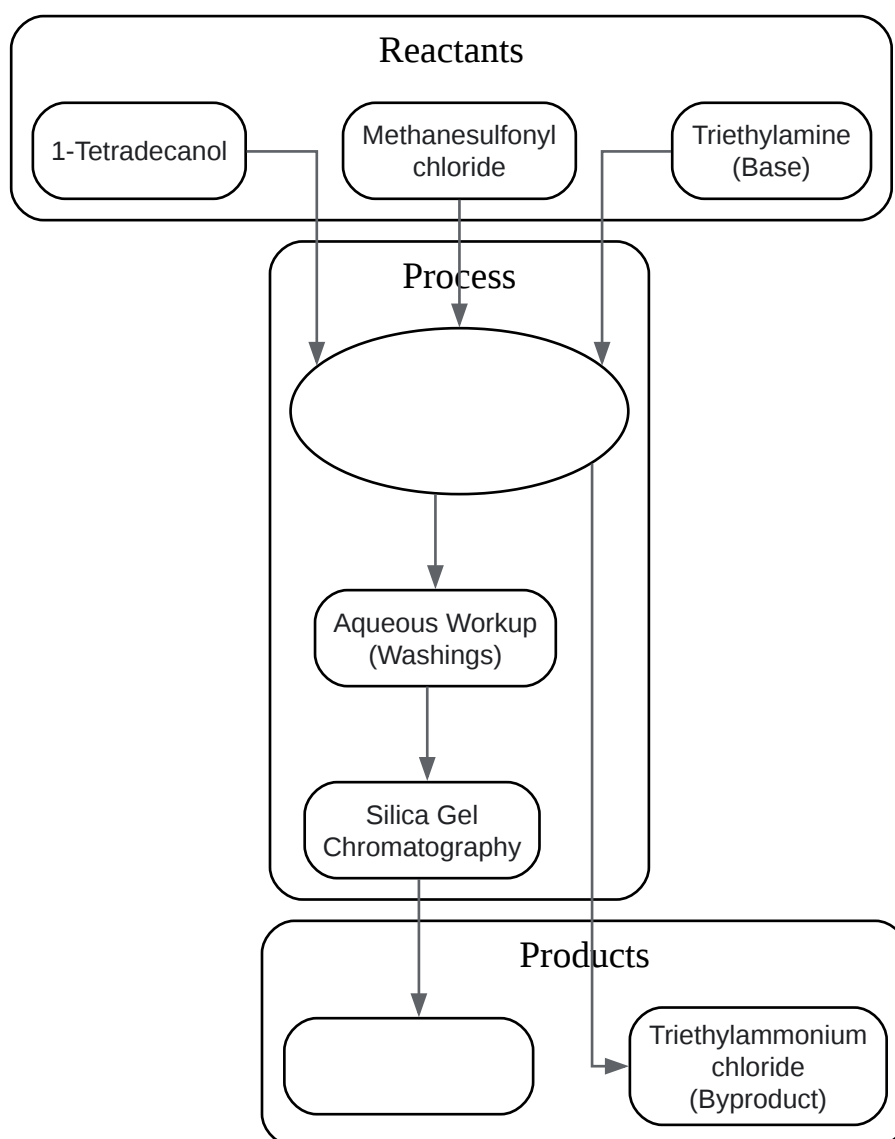 Reactants
1-Tetradecanol
Methanesulfonyl
chloride
Triethylamine
(Base)
Process
Aqueous Workup
(Washings)
Silica Gel
Chromatography
Products
Triethylammonium
chloride
(Byproduct)